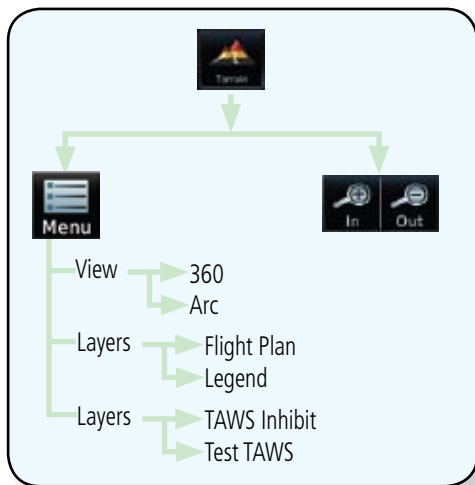 Terrain
Menu
In Out
View
360
Arc
Layers
Flight Plan
Legend
Layers
TAWS Inhibit
Test TAWS